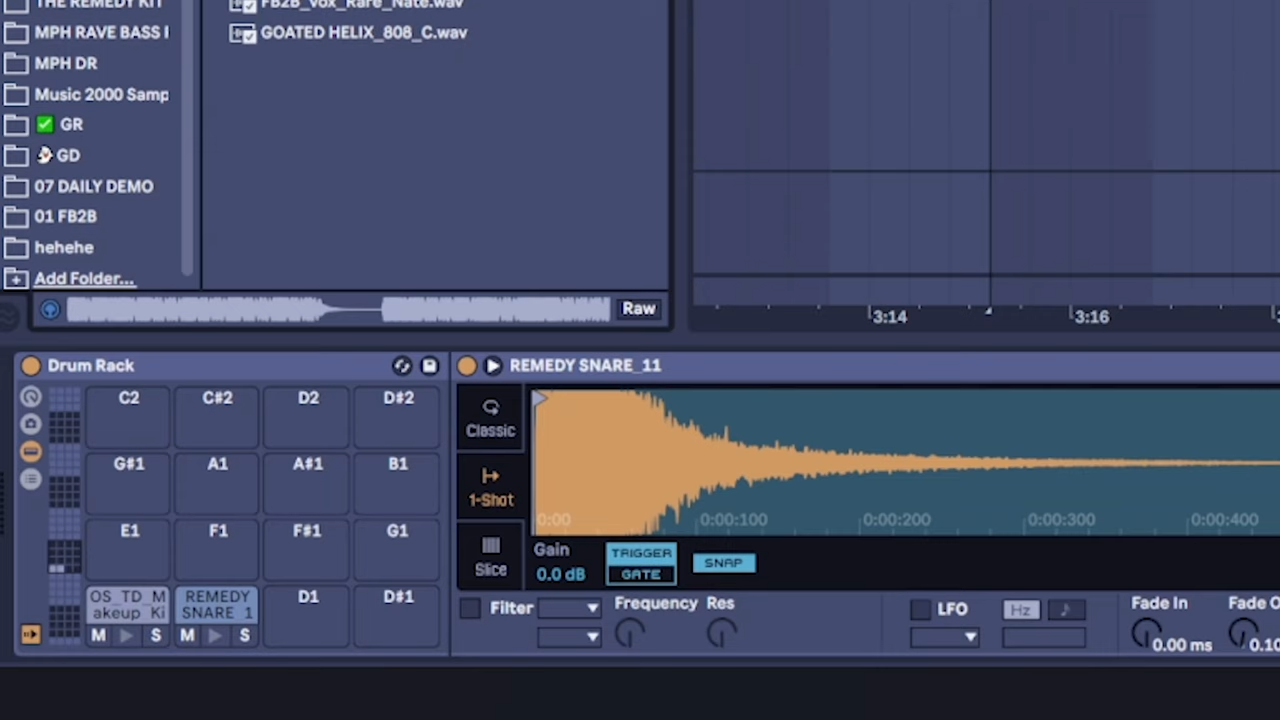 THE REMEDY KIT
MPH RAVE BASS
MPH DR
Music 2000 Samp
GR
GD
07 DAILY DEMO
01 FB2B
hehehe
Add Folder...
FB2B_Vox_Rare_Nate.wav
GOATED HELIX_808_C.wav
Raw
3:14
3:16
Drum Rack
C2
C#2
D2
D#2
G#1
A1
A#1
B1
E1
F1
F#1
G1
OS_TD_M
akeup_Ki
REMEDY
SNARE_1
D1
D#1
M
S
M
S
REMEDY SNARE_11
Classic
1-Shot
Slice
0:00
0:00:100
0:00:200
0:00:300
0:00:400
Gain
0.0 dB
TRIGGER
GATE
SNAP
Filter
Frequency
Res
LFO
Hz
Fade In
0.00 ms
Fade O
0.10